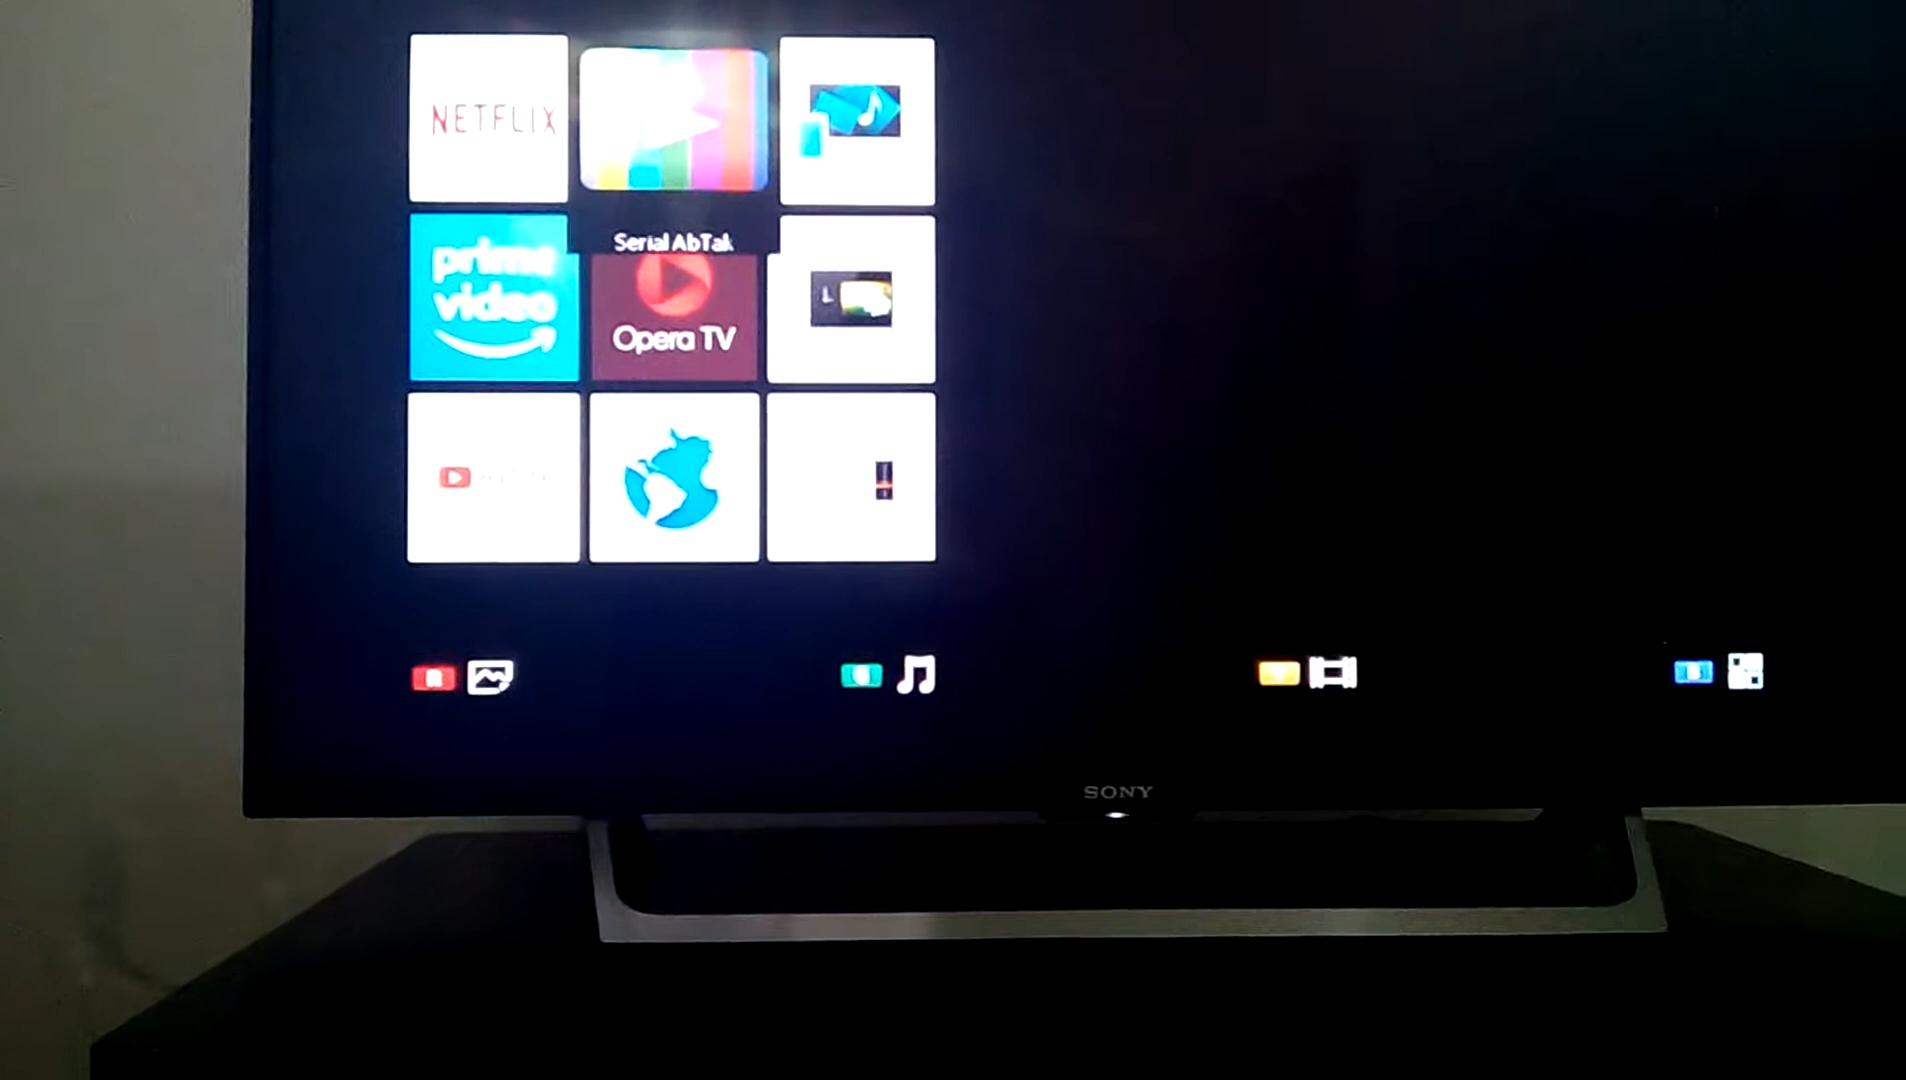 NETFLIX
Serial AbTak
prime
video
Opera TV
L
R
SONY